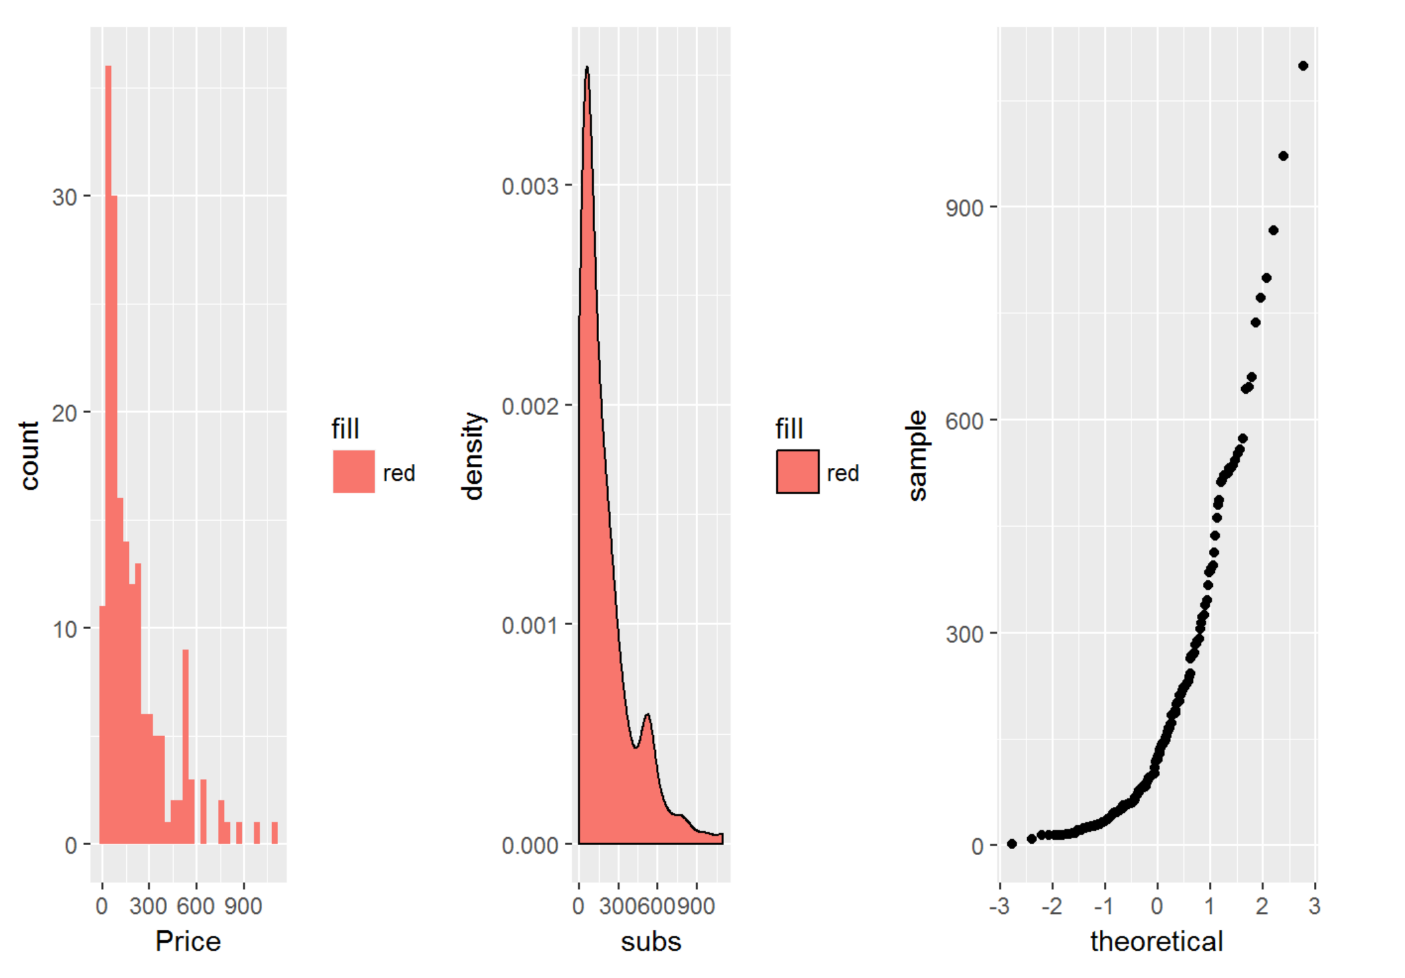 count
30
20
10
0
0 300 600 900
Price
fill
red
density
0.003
0.002
0.001
0.000
0 300600900
subs
fill
red
sample
900
600
300
0
-3 -2 -1 0 1 2 3
theoretical